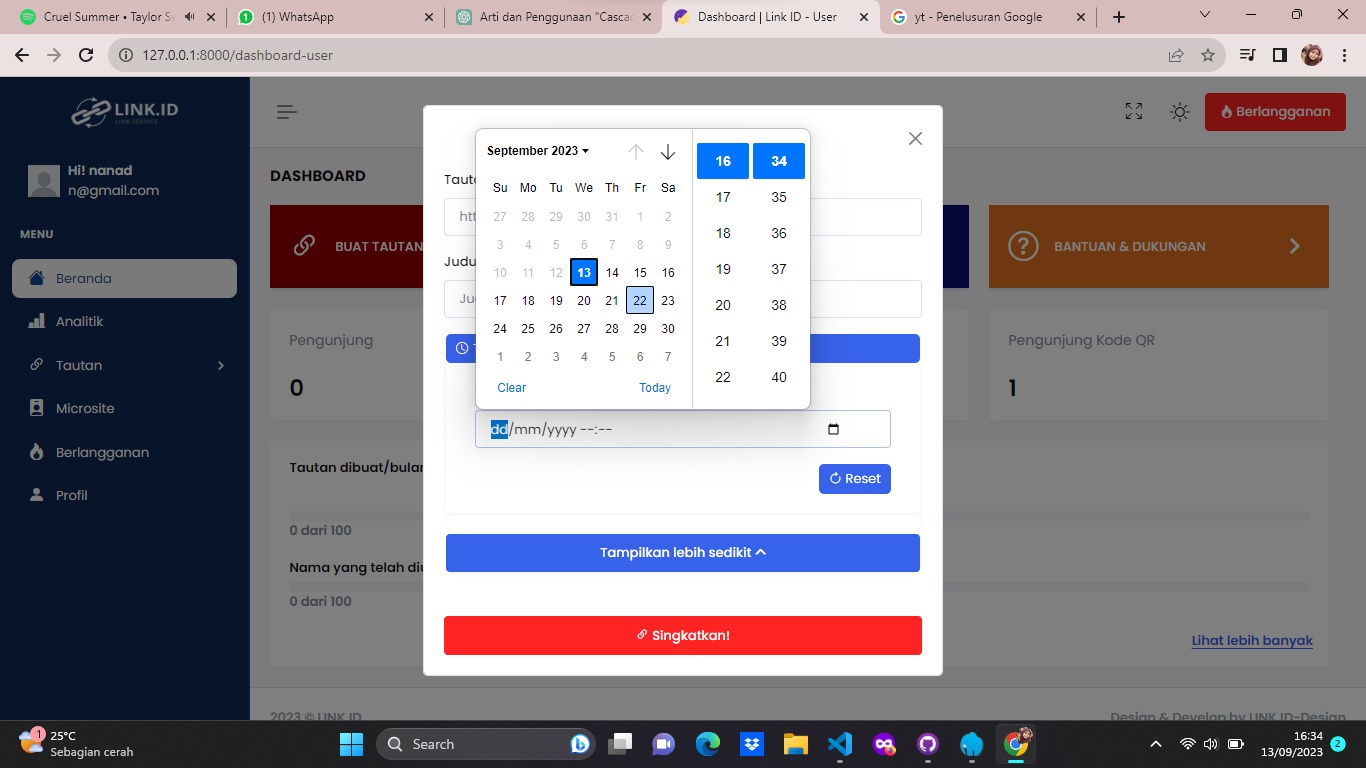 Cruel Summer • Taylor Sw
(1) WhatsApp
Arti dan Penggunaan "Cascad
Dashboard | Link ID - User
yt - Penelusuran Google
127.0.0.1:8000/dashboard-user
LINK.ID
LINK SERVICE
Hi! nanad
n@gmail.com
MENU
Beranda
Analitik
Tautan
Microsite
Berlangganan
Profil
Berlangganan
DASHBOARD
BUAT TAUTAN
BANTUAN & DUKUNGAN
Pengunjung
0
Pengunjung Kode QR
1
Tautan dibuat/bulan
0 dari 100
Nama yang telah diu
0 dari 100
Lihat lebih banyak
2023 © LINK.ID
Design & Develop by LINK.ID-Design
Tauta
htt
Judu
Juc
September 2023
Su Mo Tu We Th Fr Sa
27 28 29 30 31 1 2
3 4 5 6 7 8 9
10 11 12 13 14 15 16
17 18 19 20 21 22 23
24 25 26 27 28 29 30
1 2 3 4 5 6 7
Clear Today
16 34
17 35
18 36
19 37
20 38
21 39
22 40
dd/mm/yyyy --:--
Reset
Tampilkan lebih sedikit
Singkatkan!
1
25°C
Sebagian cerah
Search
16:34
13/09/2023
2